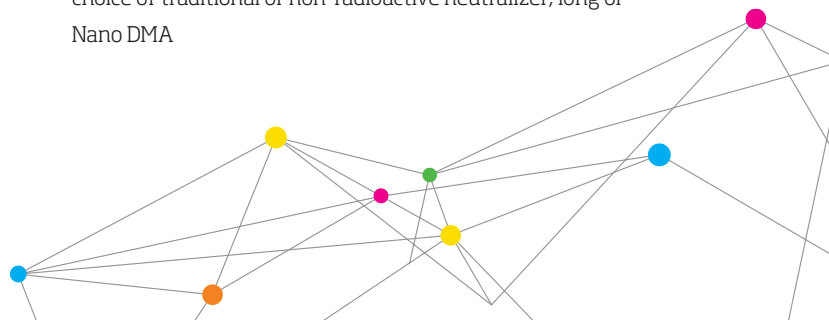 choice of traditional or non-radioactive neutralizer, long or
Nano DMA